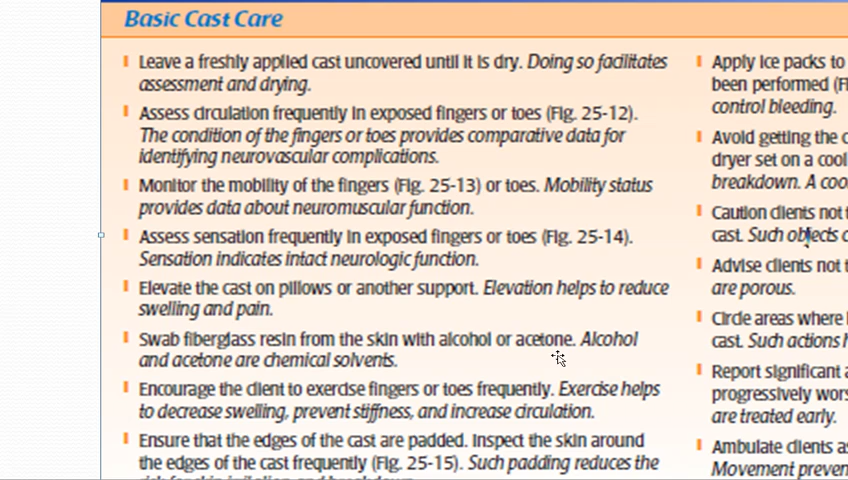 Basic Cast Care
Leave a freshly applied cast uncovered until it is dry. Doing so facilitates
assessment and drying.
Assess circulation frequently in exposed fingers or toes (Fig. 25-12).
The condition of the fingers or toes provides comparative data for
identifying neurovascular complications.
Monitor the mobility of the fingers (Fig. 25-13) or toes. Mobility status
provides data about neuromuscular function.
Assess sensation frequently in exposed fingers or toes (Fig. 25-14).
Sensation indicates intact neurologic function.
Elevate the cast on pillows or another support. Elevation helps to reduce
swelling and pain.
Swab fiberglass resin from the skin with alcohol or acetone. Alcohol
and acetone are chemical solvents.
Encourage the client to exercise fingers or toes frequently. Exercise helps
to decrease swelling, prevent stiffness, and increase circulation.
Ensure that the edges of the cast are padded. Inspect the skin around
the edges of the cast frequently (Fig. 25-15). Such padding reduces the
Apply ice packs to
been performed
control bleeding.
Avoid getting the
dryer set on a cool
breakdown. A
Caution clients not
cast. Such objects
Advise clients not
are porous.
Circle areas where
cast. Such actions
Report significant
progressively
are treated early.
Ambulate clients
Movement